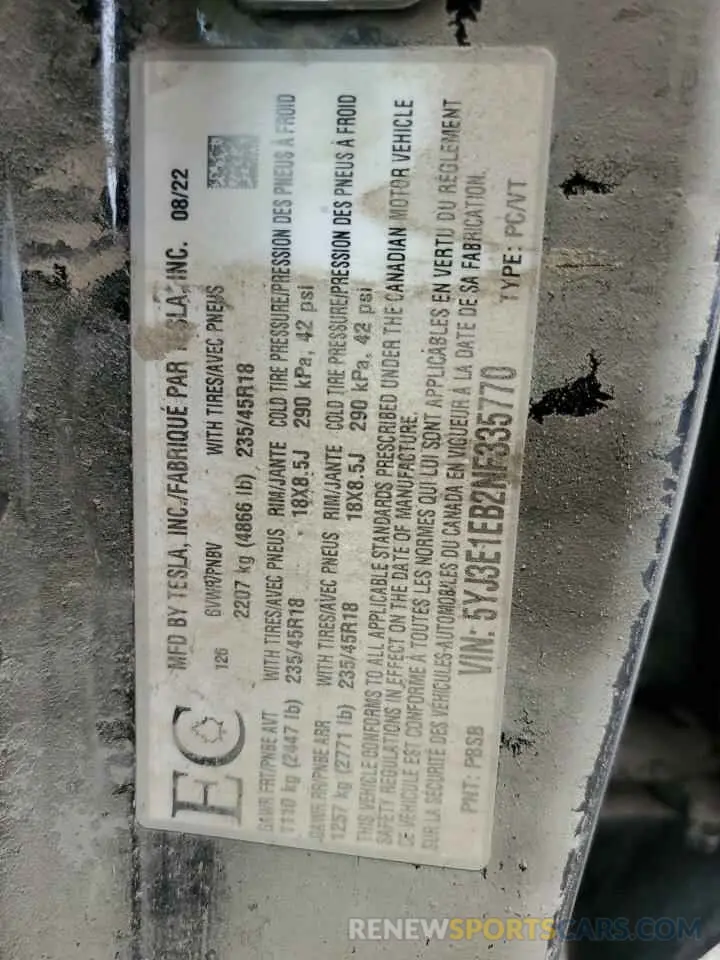 EC
MFD BY TESLA, INC./FABRIQUÉ PAR TESLA, INC. 08/22
126 GVWR/PNBV WITH TIRES/AVEC PNEUS
2207 kg (4866 lb) 235/45R18
GAWR FRT/PNBE AVT WITH TIRES/AVEC PNEUS RIM/JANTE COLD TIRE PRESSURE/PRESSION DES PNEUS À FROID
1110 kg (2447 lb) 235/45R18 18X8.5J 290 kPa, 42 psi
GAWR RR/PNBE ARR WITH TIRES/AVEC PNEUS RIM/JANTE COLD TIRE PRESSURE/PRESSION DES PNEUS À FROID
1257 kg (2771 lb) 235/45R18 18X8.5J 290 kPa, 42 psi
THIS VEHICLE CONFORMS TO ALL APPLICABLE STANDARDS PRESCRIBED UNDER THE CANADIAN MOTOR VEHICLE
SAFETY REGULATIONS IN EFFECT ON THE DATE OF MANUFACTURE.
CE VÉHICULE EST CONFORME À TOUTES LES NORMES QUI LUI SONT APPLICABLES EN VERTU DU RÈGLEMENT
SUR LA SÉCURITÉ DES VÉHICULES AUTOMOBILES DU CANADA EN VIGUEUR À LA DATE DE SA FABRICATION.
PNT: PBSB VIN: 5YJ3E1EB2NF335770 TYPE: PC/VT
RENEWSPORTSCARS.COM